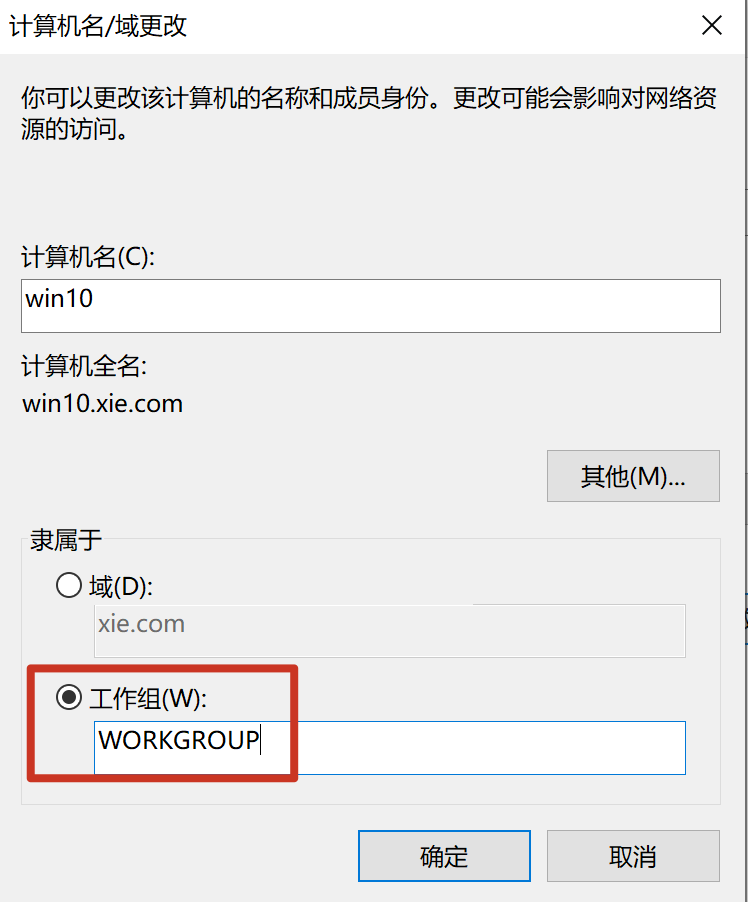 计算机名/域更改
你可以更改该计算机的名称和成员身份。更改可能会影响对网络资
源的访问。
计算机名(C):
win10
计算机全名:
win10.xie.com
其他(M)...
隶属于
域(D):
xie.com
工作组(W):
WORKGROUP
确定
取消